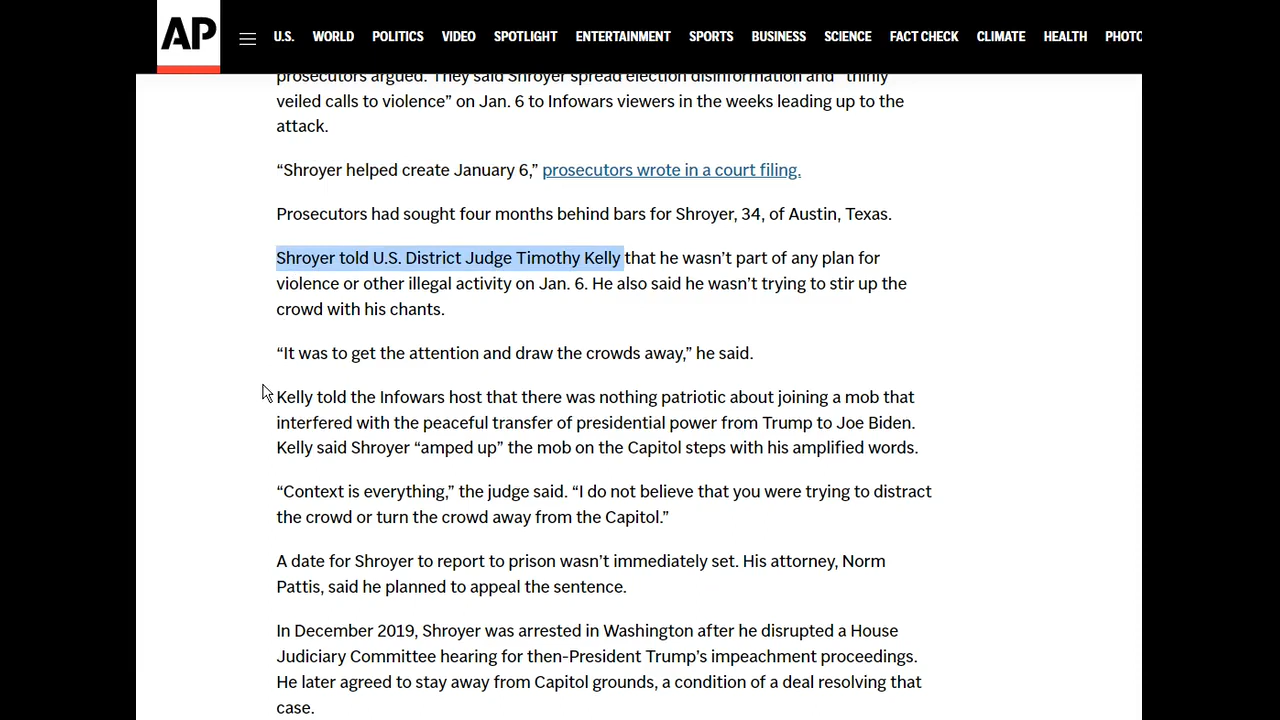 AP
U.S. WORLD POLITICS VIDEO SPOTLIGHT ENTERTAINMENT SPORTS BUSINESS SCIENCE FACT CHECK CLIMATE HEALTH PHOTO
prosecutors argued. They said Shroyer spread election disinformation and “thinly
veiled calls to violence” on Jan. 6 to Infowars viewers in the weeks leading up to the
attack.
“Shroyer helped create January 6,” prosecutors wrote in a court filing.
Prosecutors had sought four months behind bars for Shroyer, 34, of Austin, Texas.
Shroyer told U.S. District Judge Timothy Kelly that he wasn’t part of any plan for
violence or other illegal activity on Jan. 6. He also said he wasn’t trying to stir up the
crowd with his chants.
“It was to get the attention and draw the crowds away,” he said.
Kelly told the Infowars host that there was nothing patriotic about joining a mob that
interfered with the peaceful transfer of presidential power from Trump to Joe Biden.
Kelly said Shroyer “amped up” the mob on the Capitol steps with his amplified words.
“Context is everything,” the judge said. “I do not believe that you were trying to distract
the crowd or turn the crowd away from the Capitol.”
A date for Shroyer to report to prison wasn’t immediately set. His attorney, Norm
Pattis, said he planned to appeal the sentence.
In December 2019, Shroyer was arrested in Washington after he disrupted a House
Judiciary Committee hearing for then-President Trump’s impeachment proceedings.
He later agreed to stay away from Capitol grounds, a condition of a deal resolving that
case.